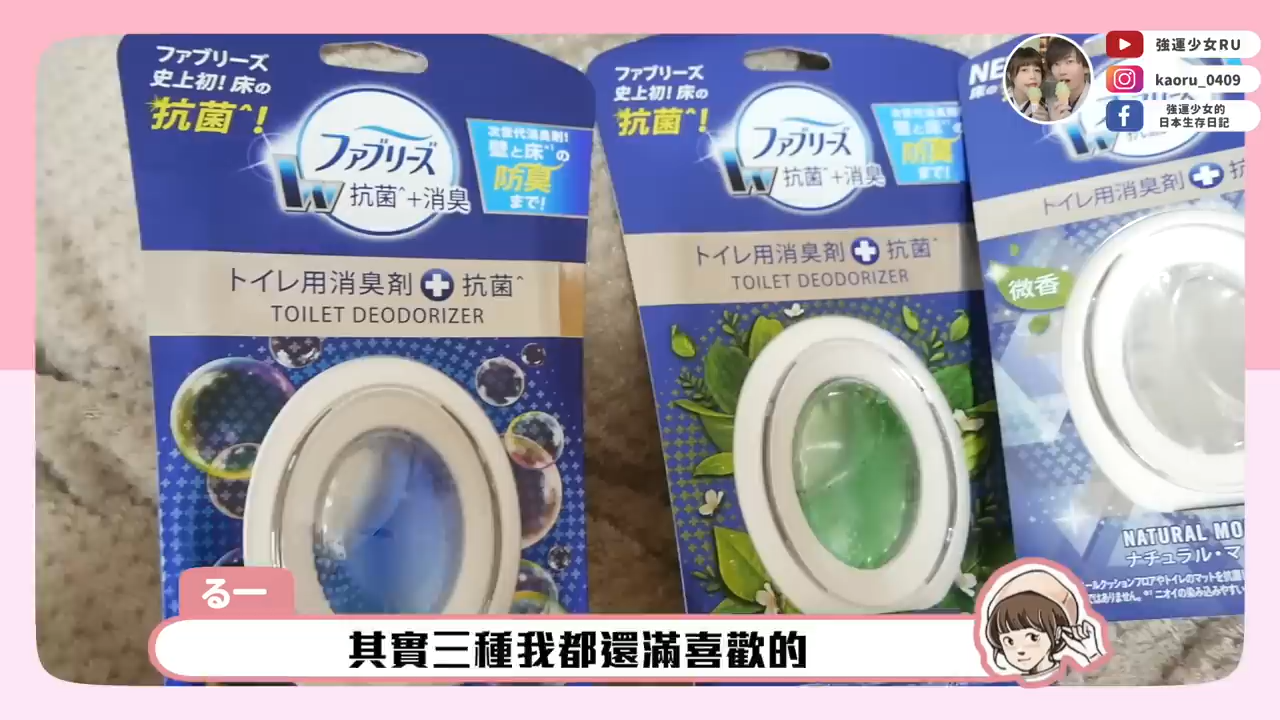 ファブリーズ
史上初!床の
抗菌^!
ファブリーズ
W
抗菌^+消臭
次世代消臭剤!
壁と床*¹の
防臭
まで!
トイレ用消臭剤 + 抗菌^
TOILET DEODORIZER
ファブリーズ
史上初!床の
抗菌^!
ファブリーズ
W
抗菌^+消臭
壁と床*¹の
防臭
まで!
トイレ用消臭剤 + 抗菌^
TOILET DEODORIZER
NE
床の
トイレ用消臭剤 + 抗
微香
NATURAL MO
ナチュラル・マ
強運少女RU
kaoru_0409
強運少女的
日本生存日記
るー
其實三種我都還滿喜歡的